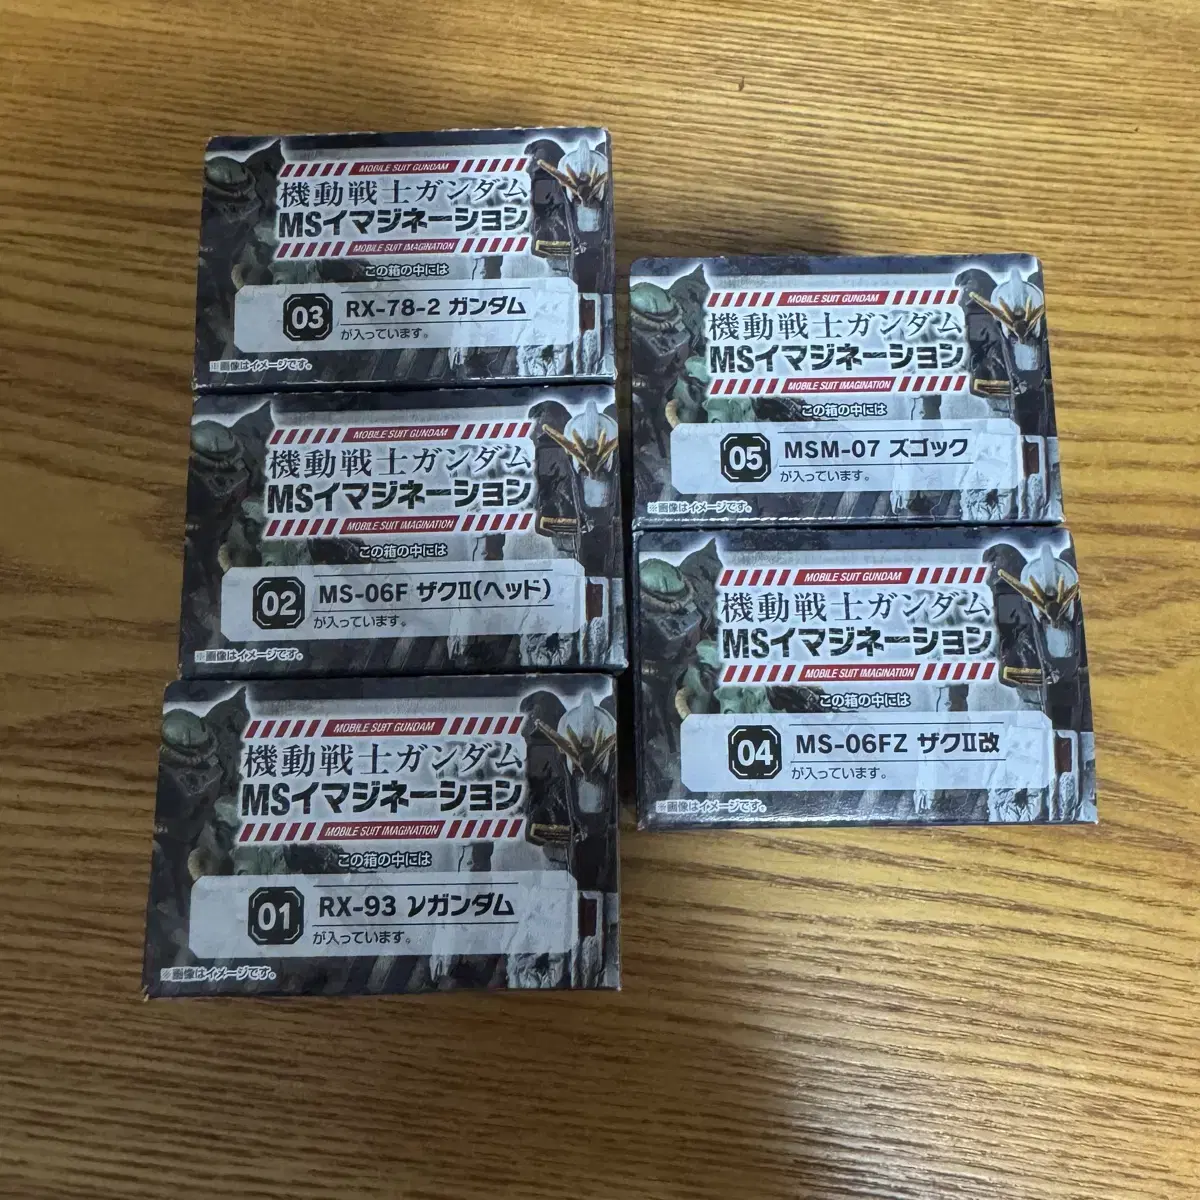 MOBILE SUIT GUNDAM
機動戦士ガンダム
MSイマジネーション
MOBILE SUIT IMAGINATION
この箱の中には
03 RX-78-2 ガンダム
が入っています。
※画像はイメージです。
MOBILE SUIT GUNDAM
機動戦士ガンダム
MSイマジネーション
MOBILE SUIT IMAGINATION
この箱の中には
02 MS-06F ザクII(ヘッド)
が入っています。
※画像はイメージです。
MOBILE SUIT GUNDAM
機動戦士ガンダム
MSイマジネーション
MOBILE SUIT IMAGINATION
この箱の中には
01 RX-93 νガンダム
が入っています。
※画像はイメージです。
MOBILE SUIT GUNDAM
機動戦士ガンダム
MSイマジネーション
MOBILE SUIT IMAGINATION
この箱の中には
05 MSM-07 ズゴック
が入っています。
※画像はイメージです。
MOBILE SUIT GUNDAM
機動戦士ガンダム
MSイマジネーション
MOBILE SUIT IMAGINATION
この箱の中には
04 MS-06FZ ザクII改
が入っています。
※画像はイメージです。